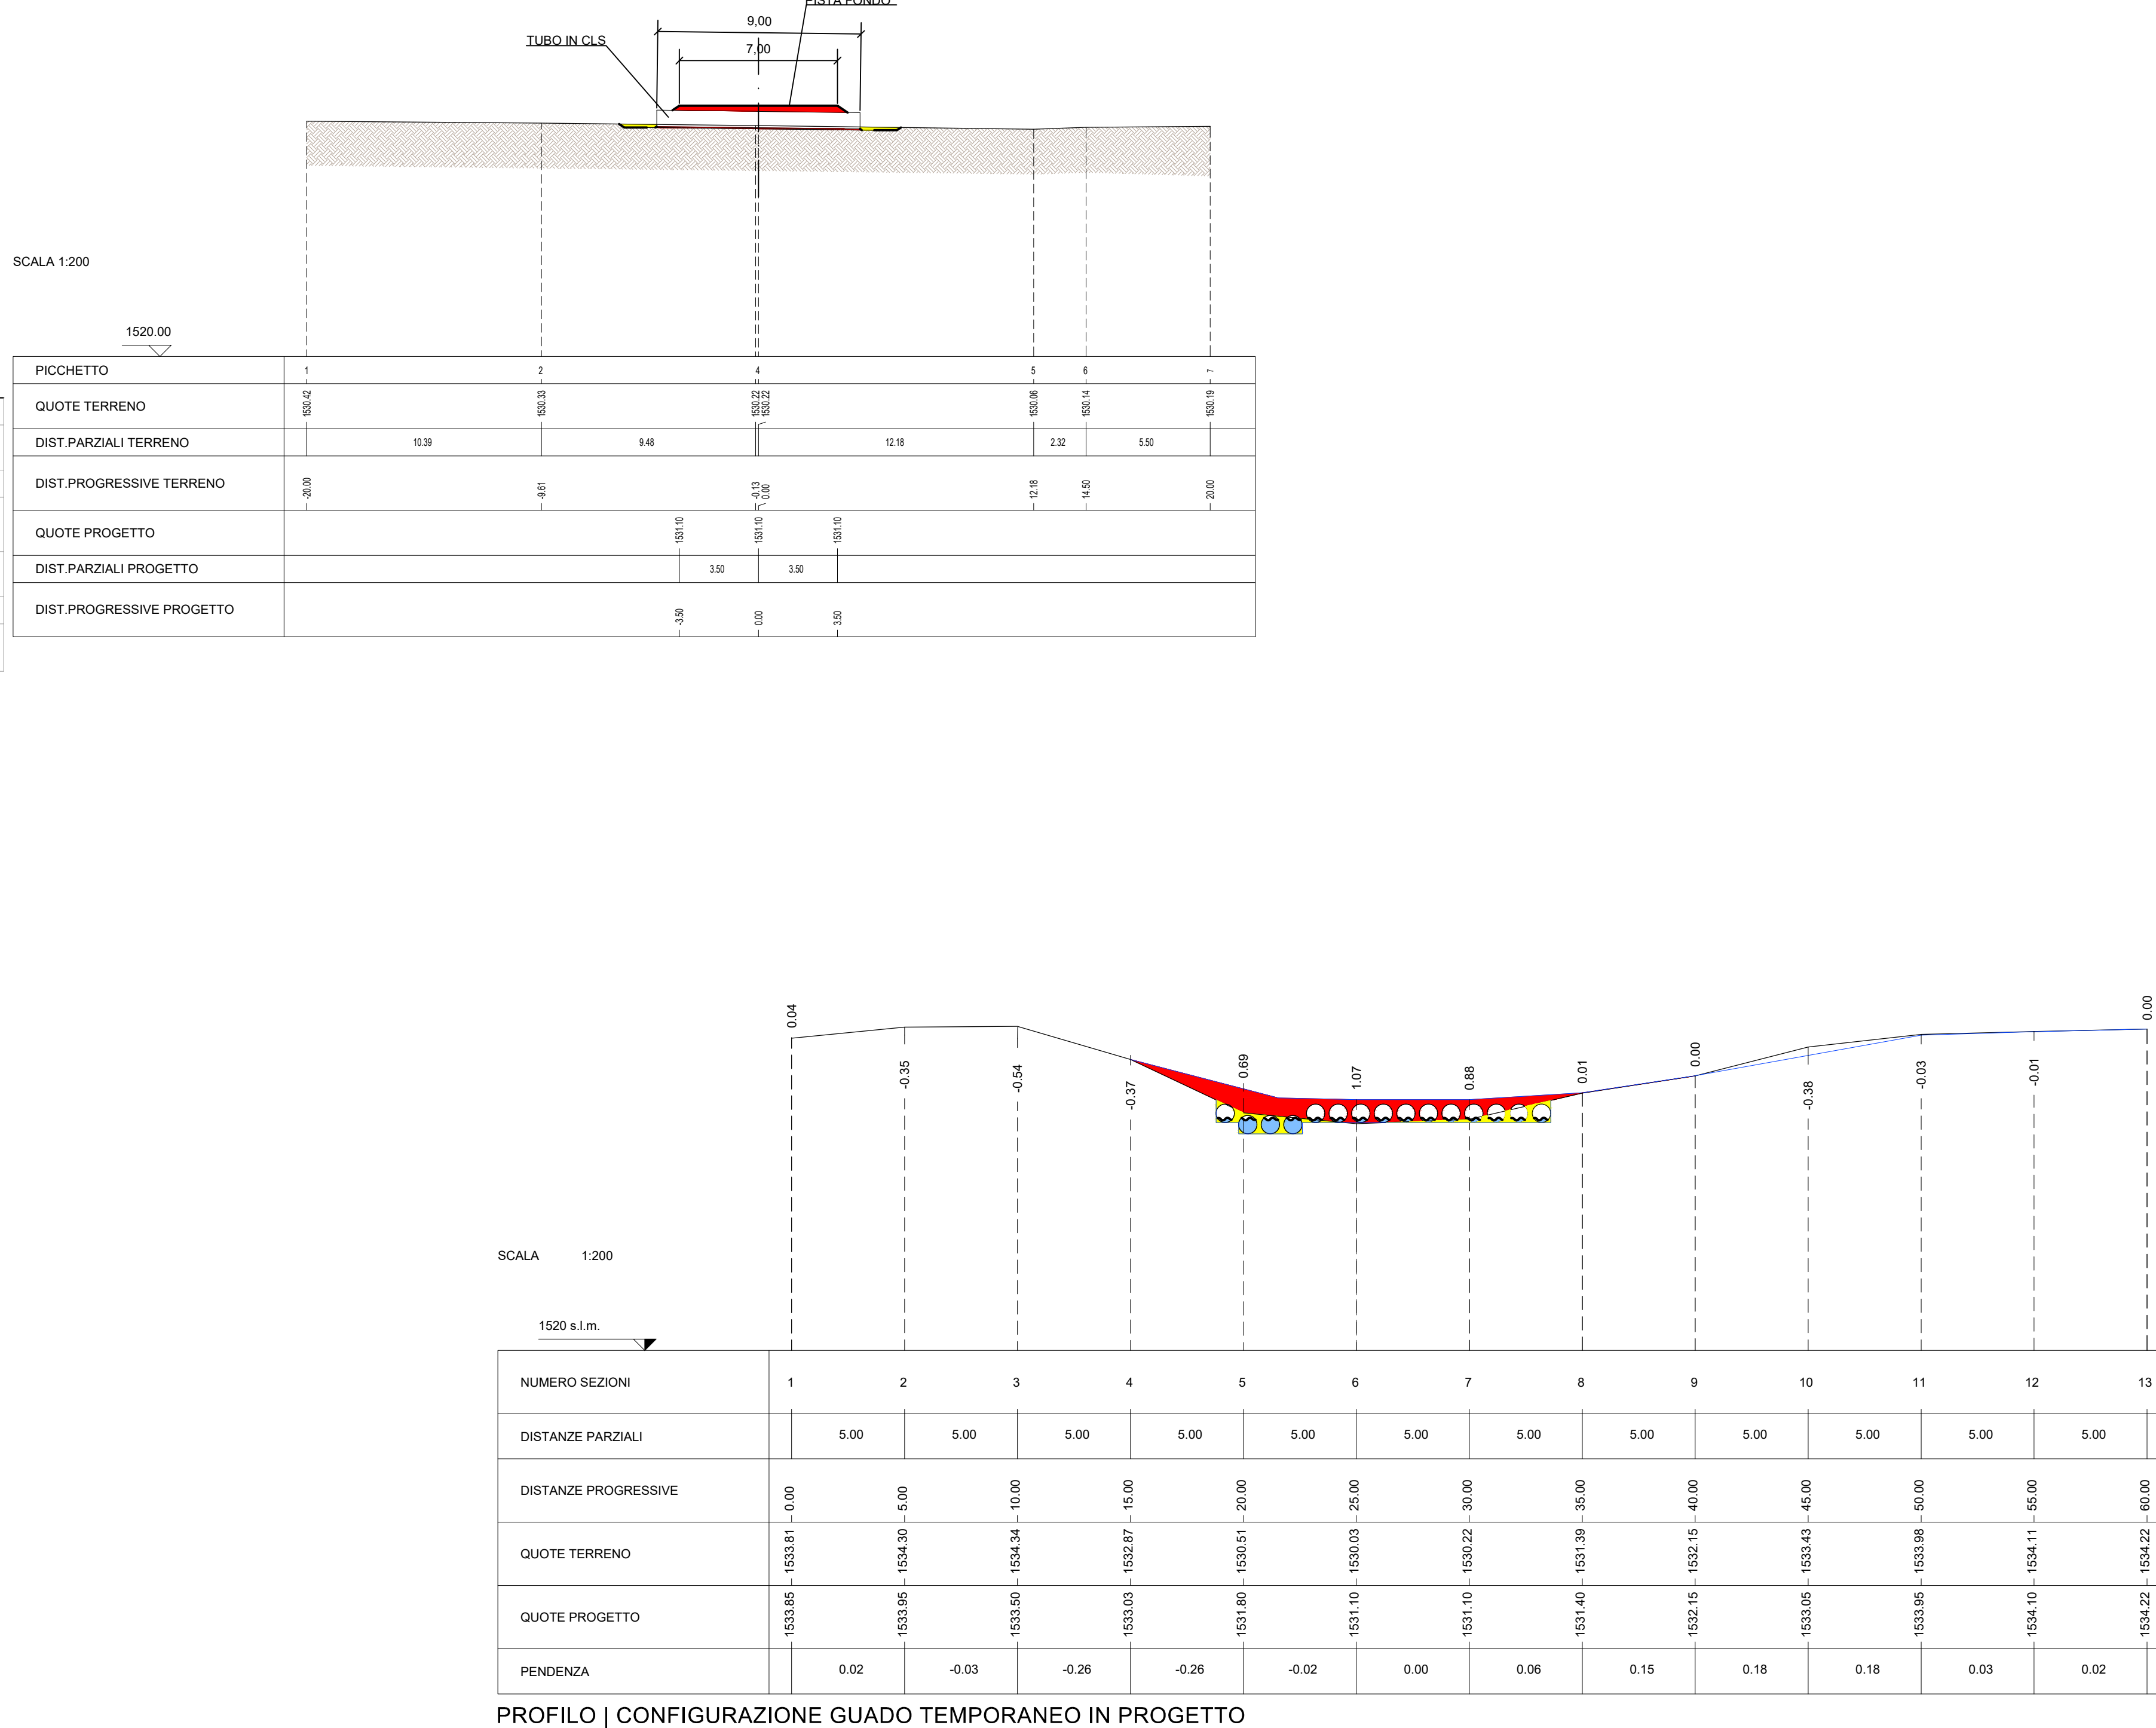 PISTA FONDO
9,00
TUBO IN CLS
7,00
SCALA 1:200
1520.00
PICCHETTO 1 2 4 5 6 7
QUOTE TERRENO 1530.42 1530.33 1530.22 1530.22 1530.06 1530.14 1530.19
DIST.PARZIALI TERRENO 10.39 9.48 12.18 2.32 5.50
DIST.PROGRESSIVE TERRENO -20.00 -9.61 -0.13 0.00 12.18 14.50 20.00
QUOTE PROGETTO 1531.10 1531.10 1531.10
DIST.PARZIALI PROGETTO 3.50 3.50
DIST.PROGRESSIVE PROGETTO -3.50 0.00 3.50
0.04 -0.35 -0.54 -0.37 0.69 1.07 0.88 0.01 0.00 -0.38 -0.03 -0.01 0.00
SCALA 1:200
1520 s.l.m.
NUMERO SEZIONI 1 2 3 4 5 6 7 8 9 10 11 12 13
DISTANZE PARZIALI 5.00 5.00 5.00 5.00 5.00 5.00 5.00 5.00 5.00 5.00 5.00 5.00
DISTANZE PROGRESSIVE 0.00 5.00 10.00 15.00 20.00 25.00 30.00 35.00 40.00 45.00 50.00 55.00 60.00
QUOTE TERRENO 1533.81 1534.30 1534.34 1532.87 1530.51 1530.03 1530.22 1531.39 1532.15 1533.43 1533.98 1534.11 1534.22
QUOTE PROGETTO 1533.85 1533.95 1533.50 1533.03 1531.80 1531.10 1531.10 1531.40 1532.15 1533.05 1533.95 1534.10 1534.22
PENDENZA 0.02 -0.03 -0.26 -0.26 -0.02 0.00 0.06 0.15 0.18 0.18 0.03 0.02
PROFILO | CONFIGURAZIONE GUADO TEMPORANEO IN PROGETTO